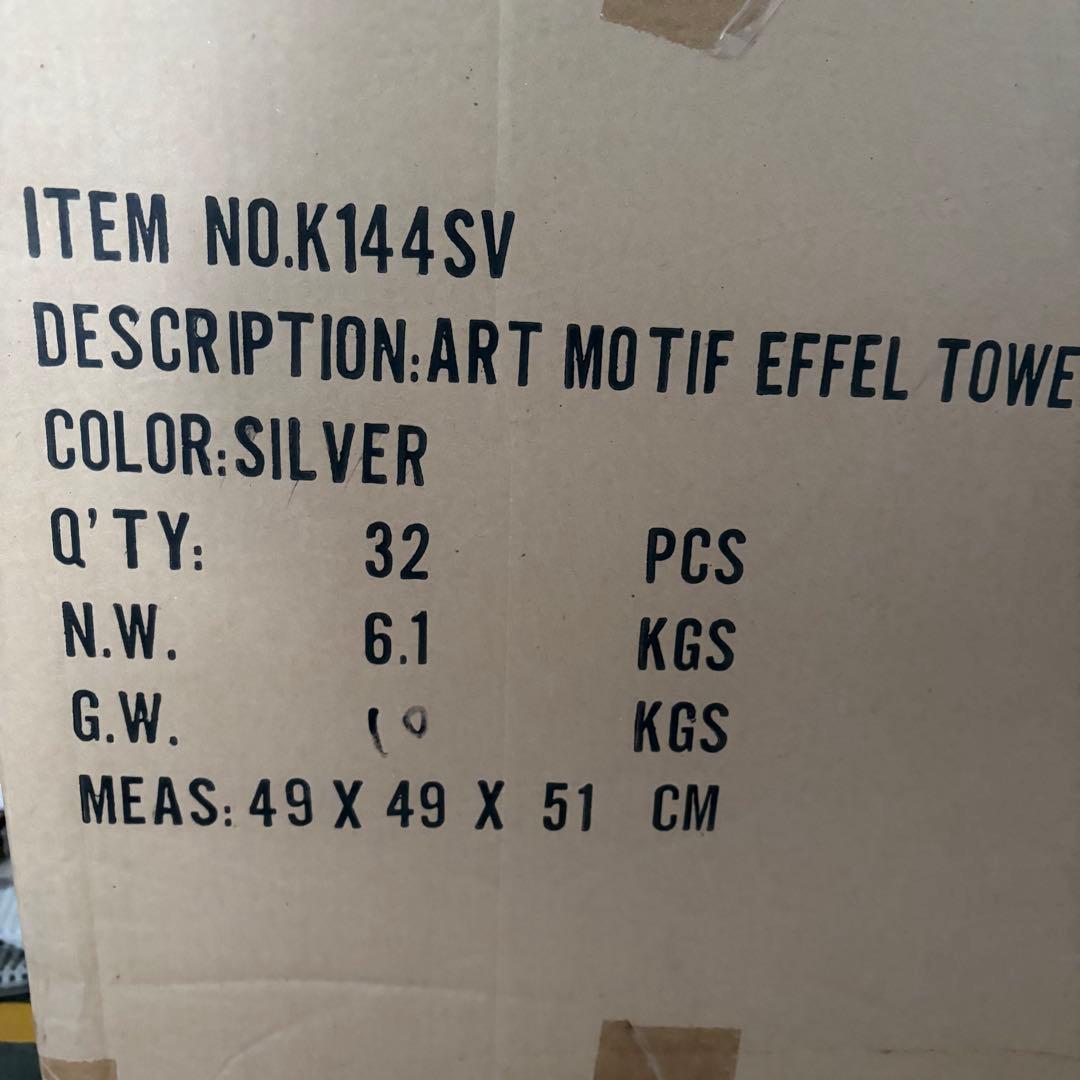 ITEM NO.K144SV
DESCRIPTION:ART MOTIF EFFEL TOWE
COLOR:SILVER
Q'TY: 32 PCS
N.W. 6.1 KGS
G.W. 10 KGS
MEAS: 49 X 49 X 51 CM